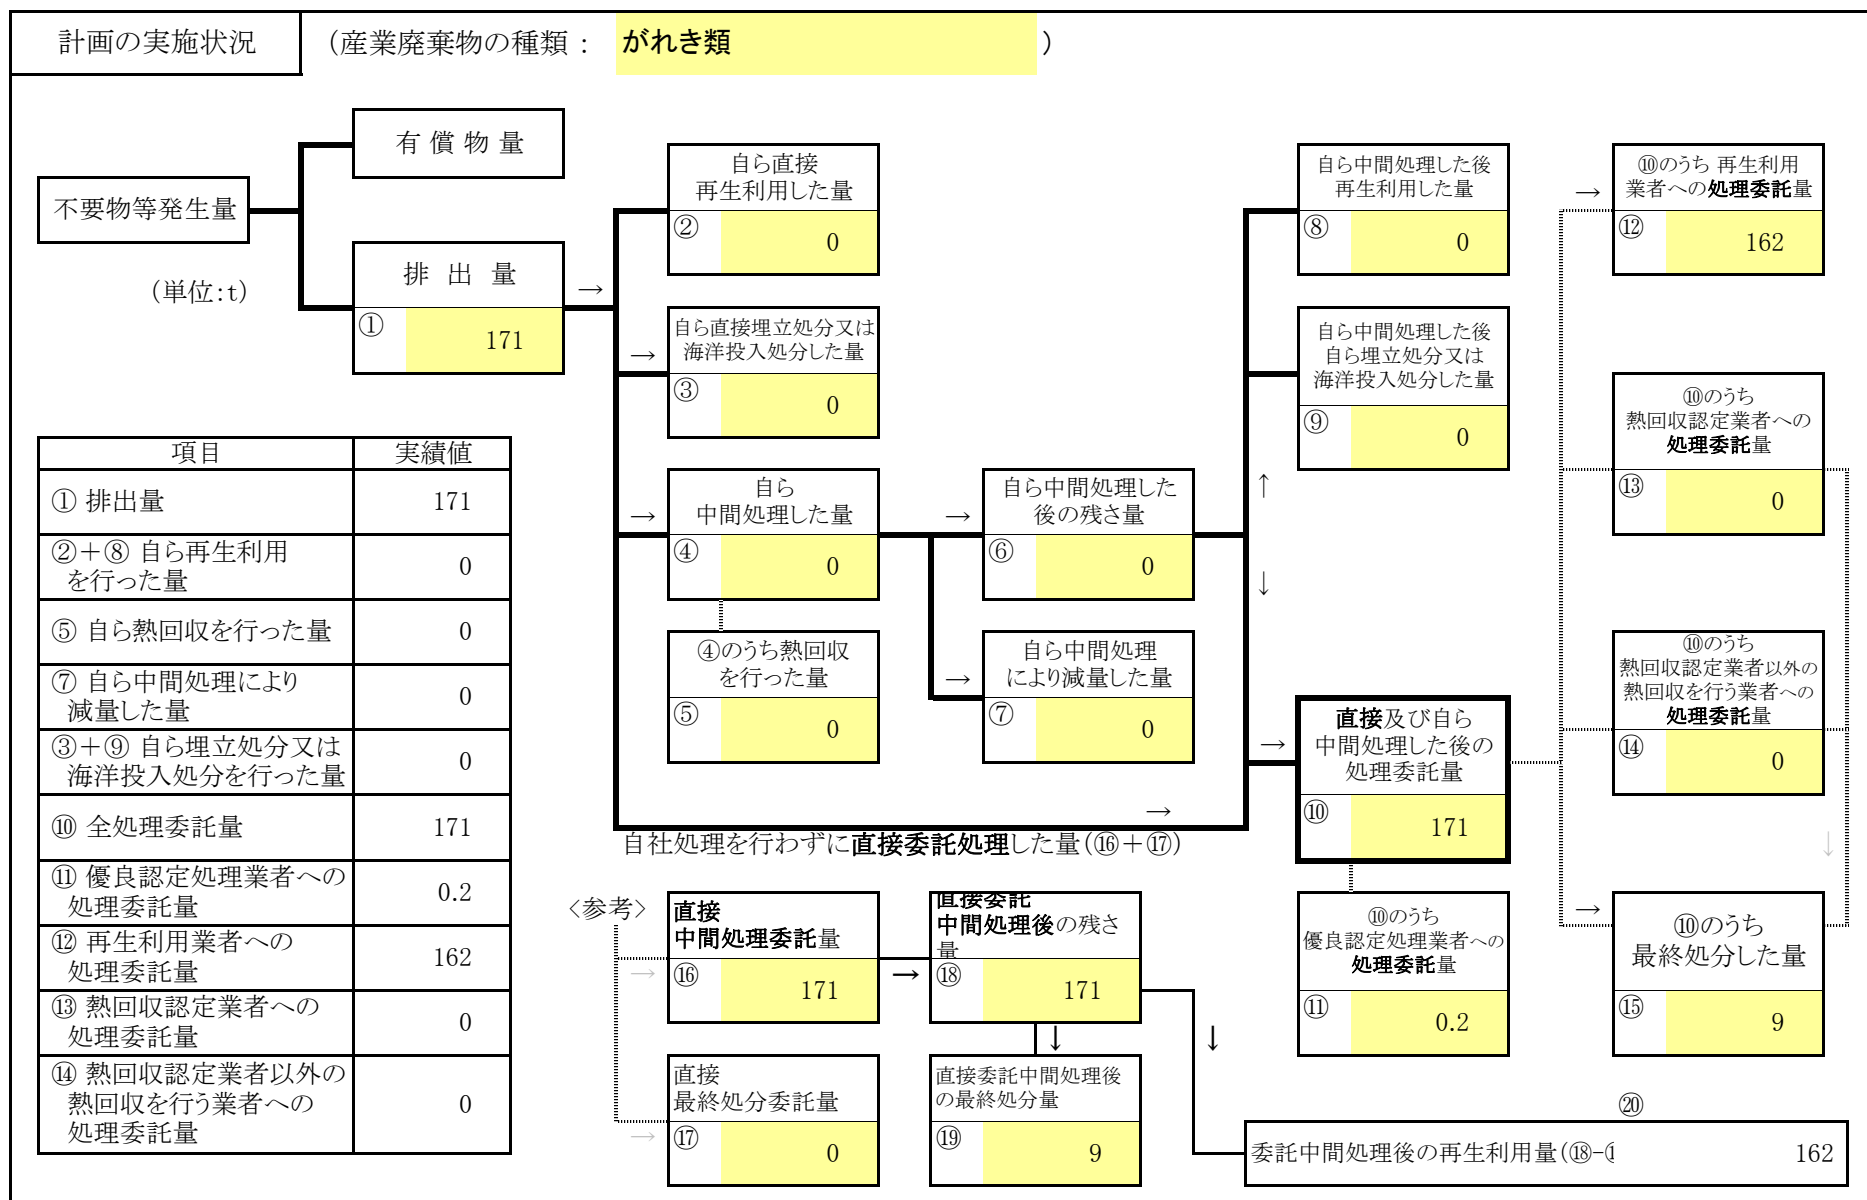 計画の実施状況
（産業廃棄物の種類： がれき類 ）
有 償 物 量
不要物等発生量
（単位:t）
排 出 量
→
① 171
自ら直接
再生利用した量
② 0
自ら直接埋立処分又は
海洋投入処分した量
→
③ 0
自ら
中間処理した量
→
④ 0
④のうち熱回収
を行った量
⑤ 0
自ら中間処理した
後の残さ量
→
⑥ 0
自ら中間処理
により減量した量
→
⑦ 0
自ら中間処理した後
再生利用した量
⑧ 0
自ら中間処理した後
自ら埋立処分又は
海洋投入処分した量
⑨ 0
↑
↓
直接及び自ら
中間処理した後の
処理委託量
→
⑩ 171
→
自社処理を行わずに直接委託処理した量（⑯＋⑰）
⑩のうち
優良認定処理業者への
処理委託量
⑪ 0.2
⑩のうち 再生利用
業者への処理委託量
→
⑫ 162
⑩のうち
熱回収認定業者への
処理委託量
⑬ 0
⑩のうち
熱回収認定業者以外の
熱回収を行う業者への
処理委託量
⑭ 0
↓
⑩のうち
最終処分した量
→
⑮ 9
項目 実績値
① 排出量 171
②＋⑧ 自ら再生利用
を行った量 0
⑤ 自ら熱回収を行った量 0
⑦ 自ら中間処理により
減量した量 0
③＋⑨ 自ら埋立処分又は
海洋投入処分を行った量 0
⑩ 全処理委託量 171
⑪ 優良認定処理業者への
処理委託量 0.2
⑫ 再生利用業者への
処理委託量 162
⑬ 熱回収認定業者への
処理委託量 0
⑭ 熱回収認定業者以外の
熱回収を行う業者への
処理委託量 0
〈参考〉
直接
中間処理委託量
→
⑯ 171
直接
最終処分委託量
→
⑰ 0
直接委託
中間処理後の残さ
量
→
⑱ 171
↓
直接委託中間処理後
の最終処分量
⑲ 9
↓
⑳
委託中間処理後の再生利用量（⑱-
162